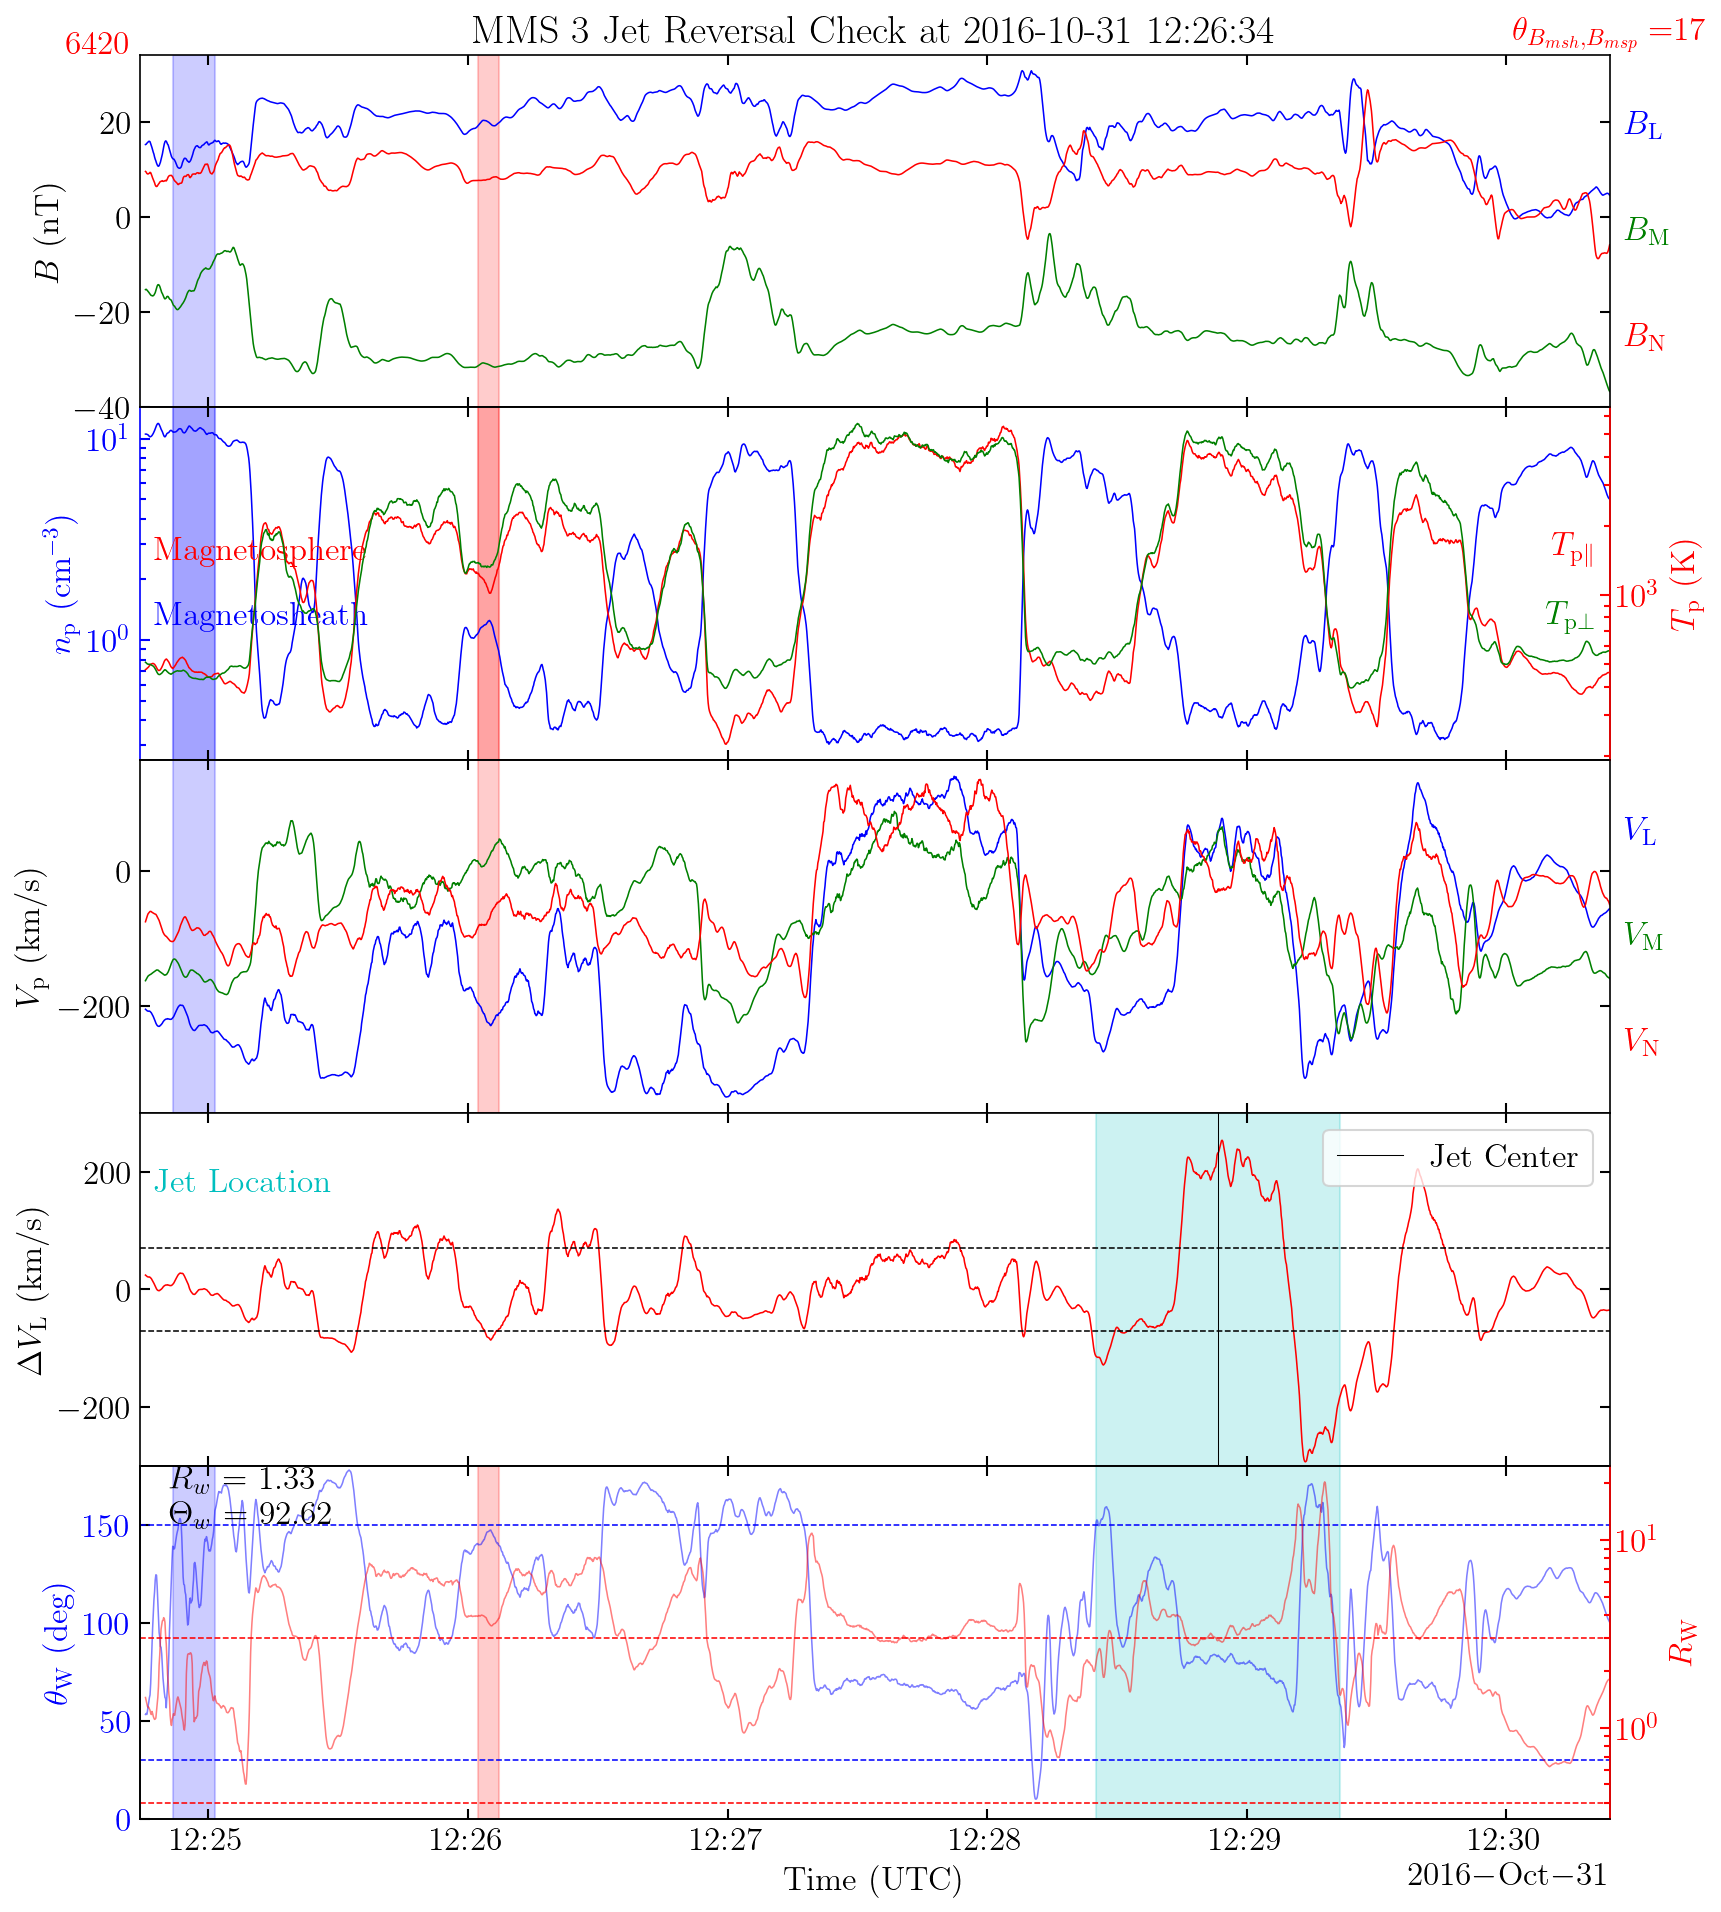 MMS 3 Jet Reversal Check at 2016-10-31 12:26:34
6420
θ_{B_{msh},B_{msp}} =17
B (nT)
20
0
−20
−40
B_L
B_M
B_N
n_p (cm^{−3})
10^1
10^0
Magnetosphere
Magnetosheath
T_{p∥}
T_{p⊥}
10^3
T_p (K)
V_p (km/s)
0
−200
V_L
V_M
V_N
ΔV_L (km/s)
200
0
−200
Jet Location
Jet Center
R_w = 1.33
Θ_w = 92.62
θ_W (deg)
150
100
50
0
10^1
10^0
R_W
12:25 12:26 12:27 12:28 12:29 12:30
Time (UTC)
2016−Oct−31